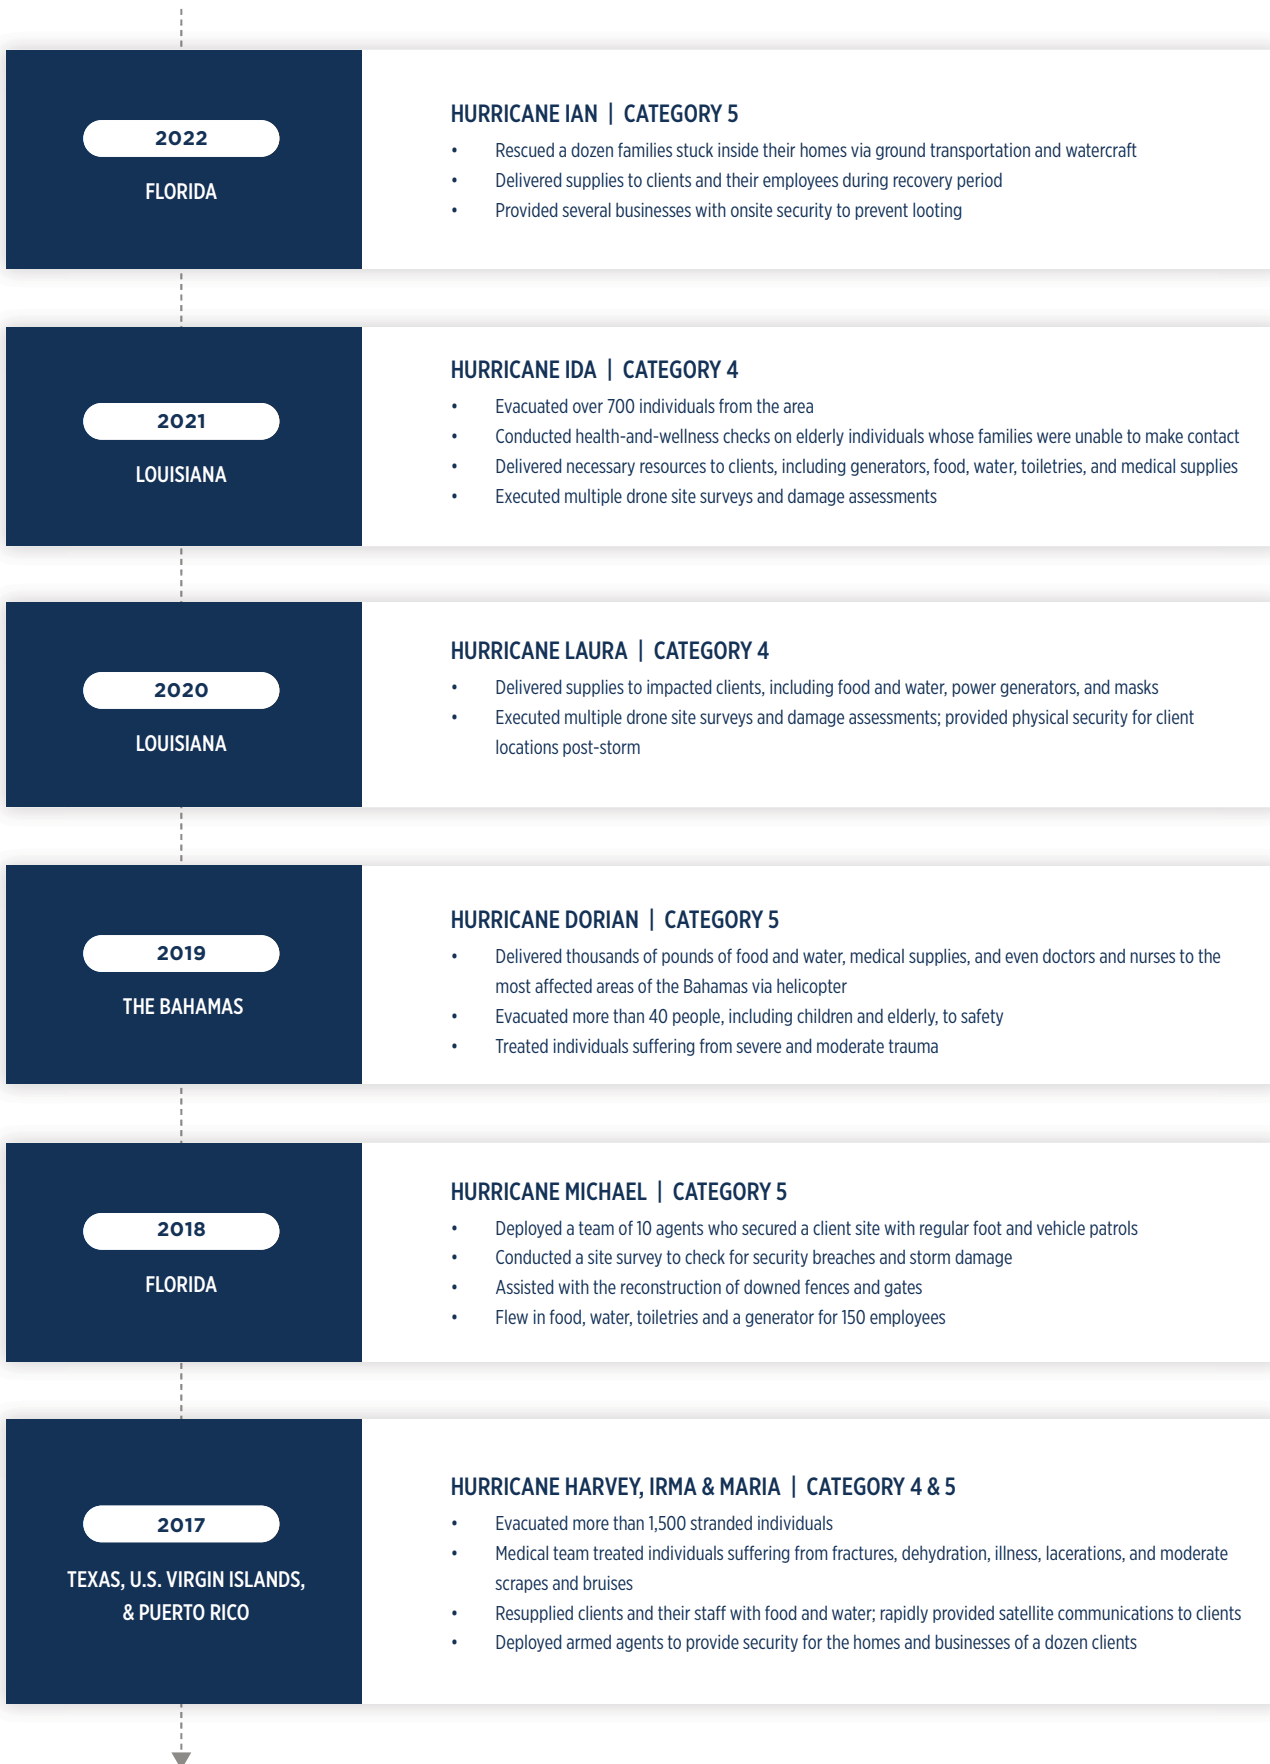 2022
FLORIDA
HURRICANE IAN | CATEGORY 5
• Rescued a dozen families stuck inside their homes via ground transportation and watercraft
• Delivered supplies to clients and their employees during recovery period
• Provided several businesses with onsite security to prevent looting
2021
LOUISIANA
HURRICANE IDA | CATEGORY 4
• Evacuated over 700 individuals from the area
• Conducted health-and-wellness checks on elderly individuals whose families were unable to make contact
• Delivered necessary resources to clients, including generators, food, water, toiletries, and medical supplies
• Executed multiple drone site surveys and damage assessments
2020
LOUISIANA
HURRICANE LAURA | CATEGORY 4
• Delivered supplies to impacted clients, including food and water, power generators, and masks
• Executed multiple drone site surveys and damage assessments; provided physical security for client
locations post-storm
2019
THE BAHAMAS
HURRICANE DORIAN | CATEGORY 5
• Delivered thousands of pounds of food and water, medical supplies, and even doctors and nurses to the
most affected areas of the Bahamas via helicopter
• Evacuated more than 40 people, including children and elderly, to safety
• Treated individuals suffering from severe and moderate trauma
2018
FLORIDA
HURRICANE MICHAEL | CATEGORY 5
• Deployed a team of 10 agents who secured a client site with regular foot and vehicle patrols
• Conducted a site survey to check for security breaches and storm damage
• Assisted with the reconstruction of downed fences and gates
• Flew in food, water, toiletries and a generator for 150 employees
2017
TEXAS, U.S. VIRGIN ISLANDS,
& PUERTO RICO
HURRICANE HARVEY, IRMA & MARIA | CATEGORY 4 & 5
• Evacuated more than 1,500 stranded individuals
• Medical team treated individuals suffering from fractures, dehydration, illness, lacerations, and moderate
scrapes and bruises
• Resupplied clients and their staff with food and water; rapidly provided satellite communications to clients
• Deployed armed agents to provide security for the homes and businesses of a dozen clients